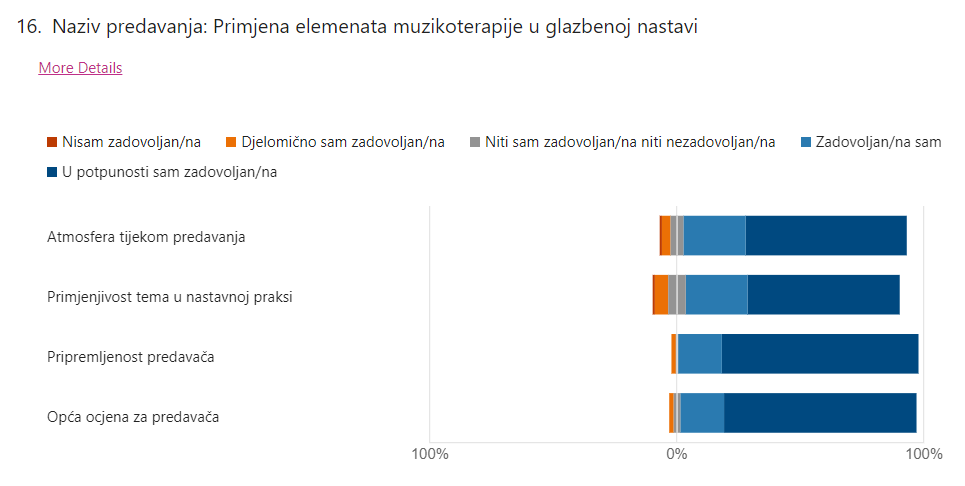 16. Naziv predavanja: Primjena elemenata muzikoterapije u glazbenoj nastavi
More Details
Nisam zadovoljan/na Djelomično sam zadovoljan/na Niti sam zadovoljan/na niti nezadovoljan/na Zadovoljan/na sam
U potpunosti sam zadovoljan/na
Atmosfera tijekom predavanja
Primjenjivost tema u nastavnoj praksi
Pripremljenost predavača
Opća ocjena za predavača
100% 0% 100%